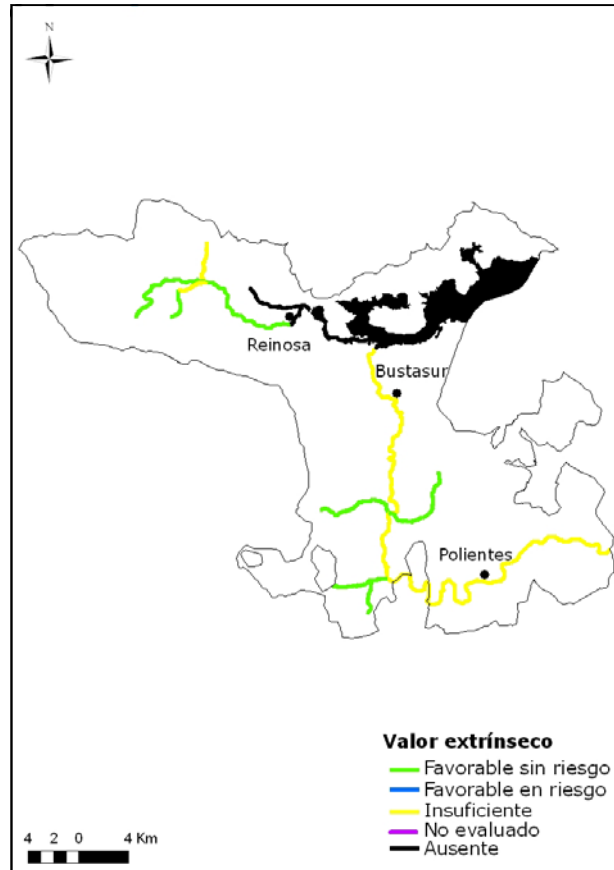 N
Reinosa
Bustasur
Polientes
Valor extrínseco
Favorable sin riesgo
Favorable en riesgo
Insuficiente
No evaluado
Ausente
4 2 0 4 Km